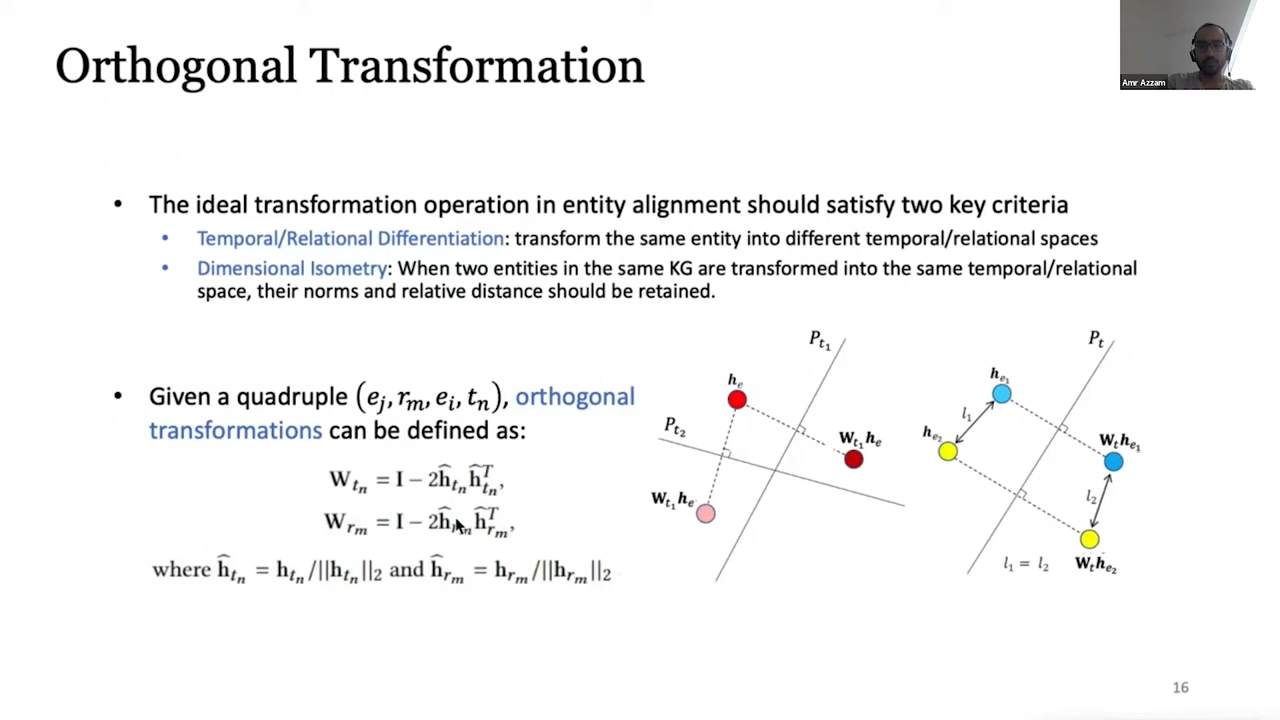 Orthogonal Transformation
Amr Azzam
• The ideal transformation operation in entity alignment should satisfy two key criteria
• Temporal/Relational Differentiation: transform the same entity into different temporal/relational spaces
• Dimensional Isometry: When two entities in the same KG are transformed into the same temporal/relational
space, their norms and relative distance should be retained.
• Given a quadruple (e_j, r_m, e_i, t_n), orthogonal
transformations can be defined as:
W_{t_n} = I − 2ĥ_{t_n}ĥ_{t_n}^T,
W_{r_m} = I − 2ĥ ĥ_{r_m}^T,
where ĥ_{t_n} = h_{t_n}/||h_{t_n}||_2 and ĥ_{r_m} = h_{r_m}/||h_{r_m}||_2
P_{t_1}
h_e
P_{t_2}
W_{t_1}h_e
W_{t_1}h_e
P_t
h_{e_1}
l_1
h_{e_2}
W_th_{e_1}
l_2
l_1 = l_2
W_th_{e_2}
16